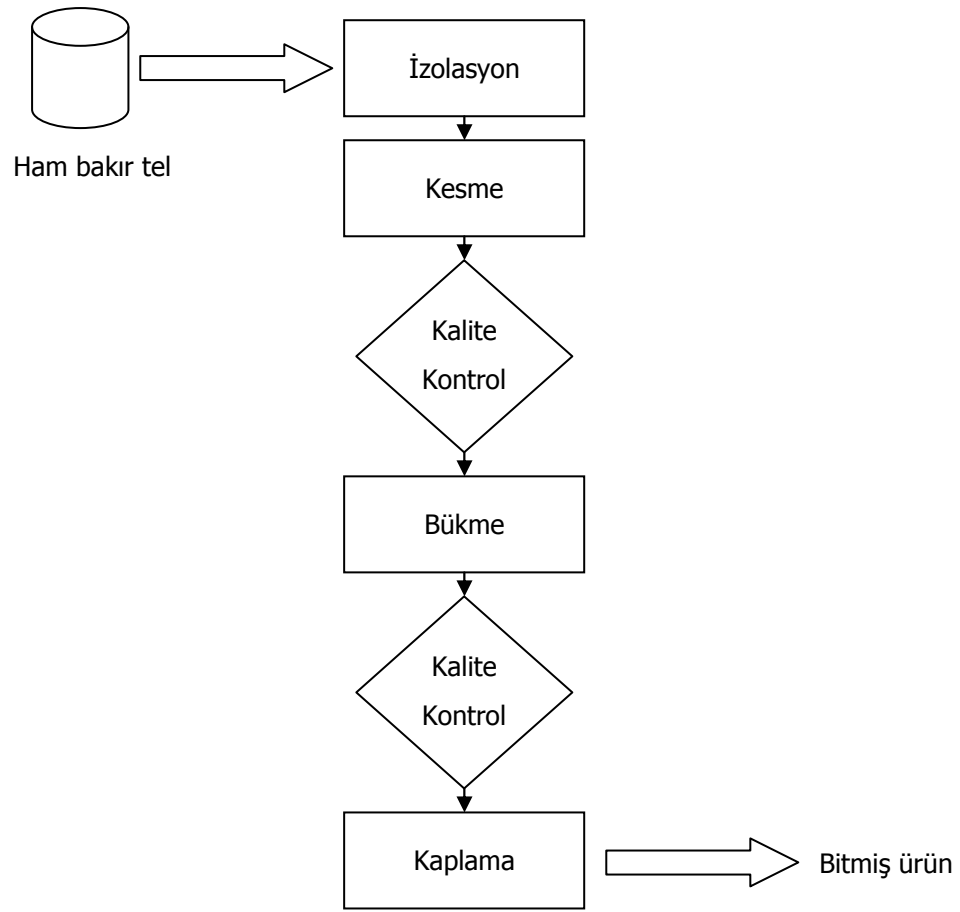 İzolasyon
Ham bakır tel
Kesme
Kalite
Kontrol
Bükme
Kalite
Kontrol
Kaplama
Bitmiş ürün